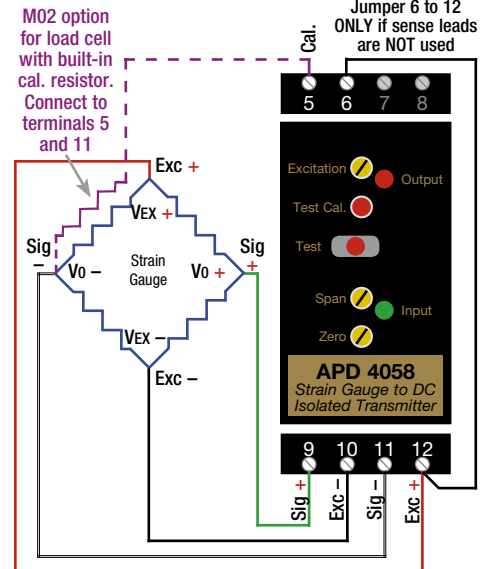 M02 option
for load cell
with built-in
cal. resistor.
Connect to
terminals 5
and 11
Jumper 6 to 12
ONLY if sense leads
are NOT used
Cal.
5 6 7 8
Exc +
VEX +
Sig
–
Vo –
Strain
Gauge
Vo +
Sig
+
VEX –
Exc –
Excitation
Output
Test Cal.
Test
Span
Input
Zero
APD 4058
Strain Gauge to DC
Isolated Transmitter
9 10 11 12
Sig +
Exc –
Sig –
Exc +